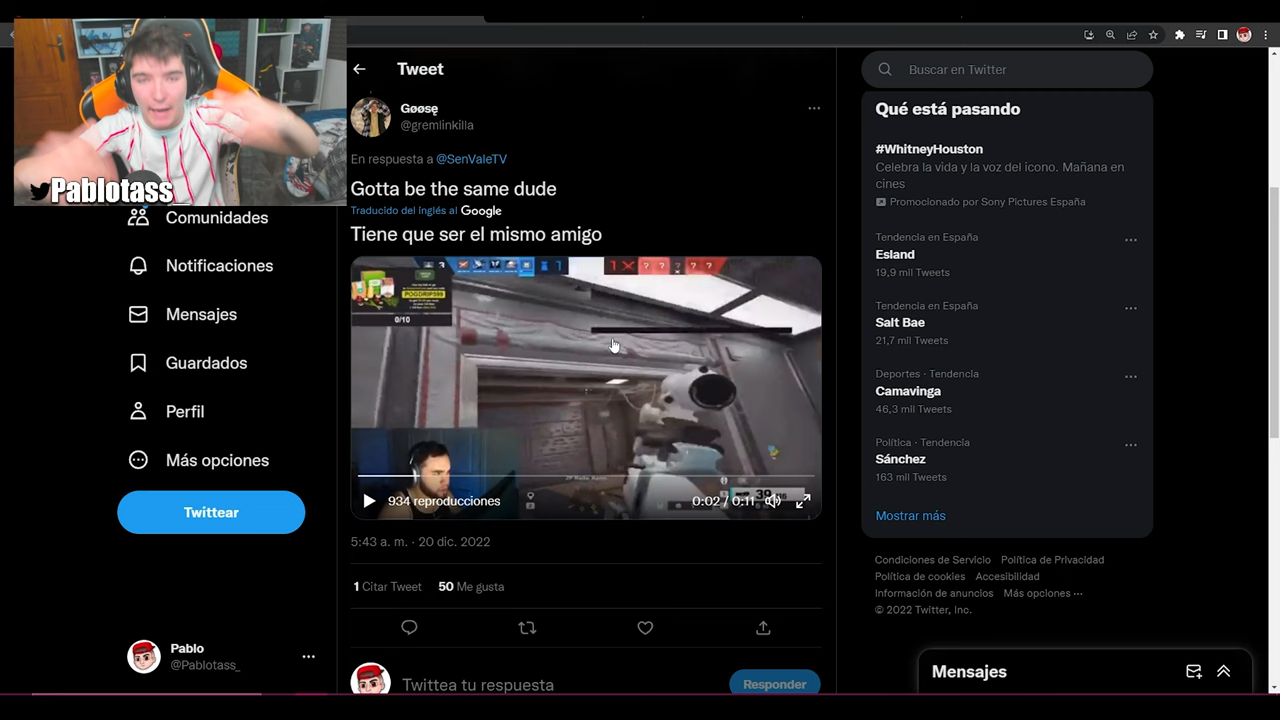 Pablotass_
Comunidades
Notificaciones
Mensajes
Guardados
Perfil
Más opciones
Twittear
Pablo
@Pablotass_
Tweet
Gøøsę
@gremlinkilla
En respuesta a @SenValeTV
Gotta be the same dude
Traducido del inglés al Google
Tiene que ser el mismo amigo
0/10
934 reproducciones
0:02 / 0:11
5:43 a. m. · 20 dic. 2022
1 Citar Tweet 50 Me gusta
Twittea tu respuesta
Responder
Buscar en Twitter
Qué está pasando
#WhitneyHouston
Celebra la vida y la voz del icono. Mañana en
cines
Promocionado por Sony Pictures España
Tendencia en España
Esland
19,9 mil Tweets
Tendencia en España
Salt Bae
21,7 mil Tweets
Deportes · Tendencia
Camavinga
46,3 mil Tweets
Política · Tendencia
Sánchez
163 mil Tweets
Mostrar más
Condiciones de Servicio Política de Privacidad
Política de cookies Accesibilidad
Información de anuncios Más opciones ···
© 2022 Twitter, Inc.
Mensajes